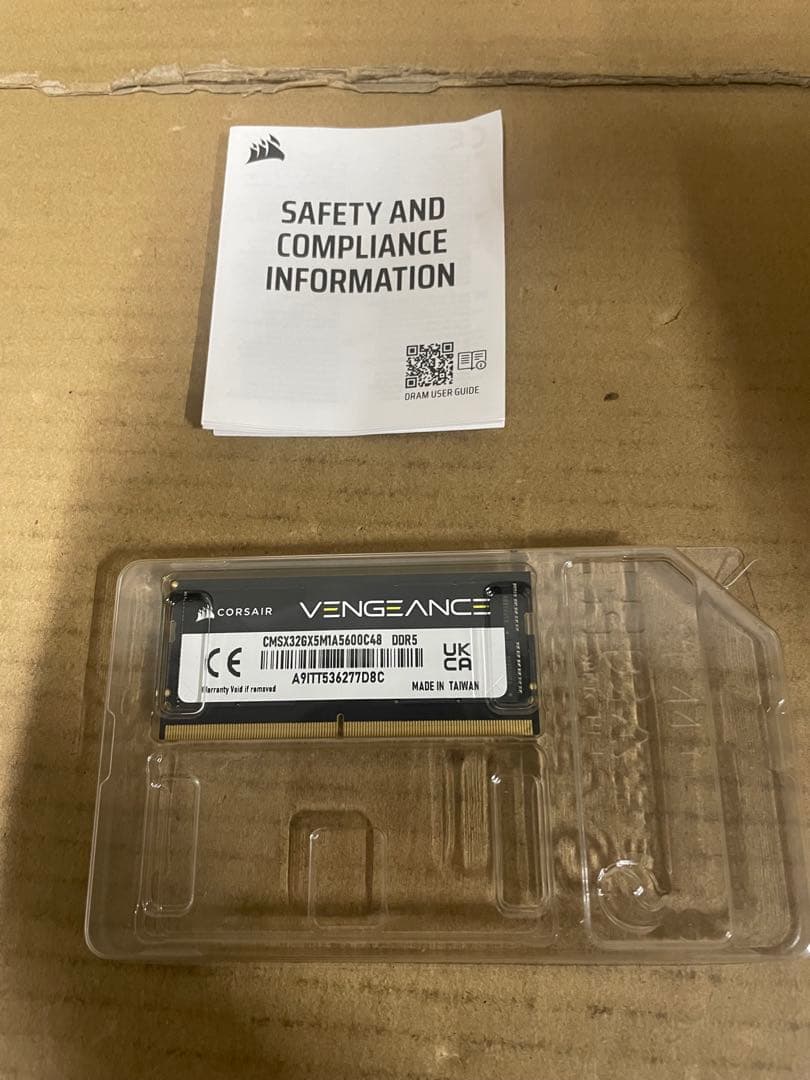 SAFETY AND
COMPLIANCE
INFORMATION
DRAM USER GUIDE
CORSAIR VENGEANCE
CMSX32GX5M1A5600C48 DDR5
CE
UK
CA
A9ITT536277D8C
Warranty Void if removed
MADE IN TAIWAN